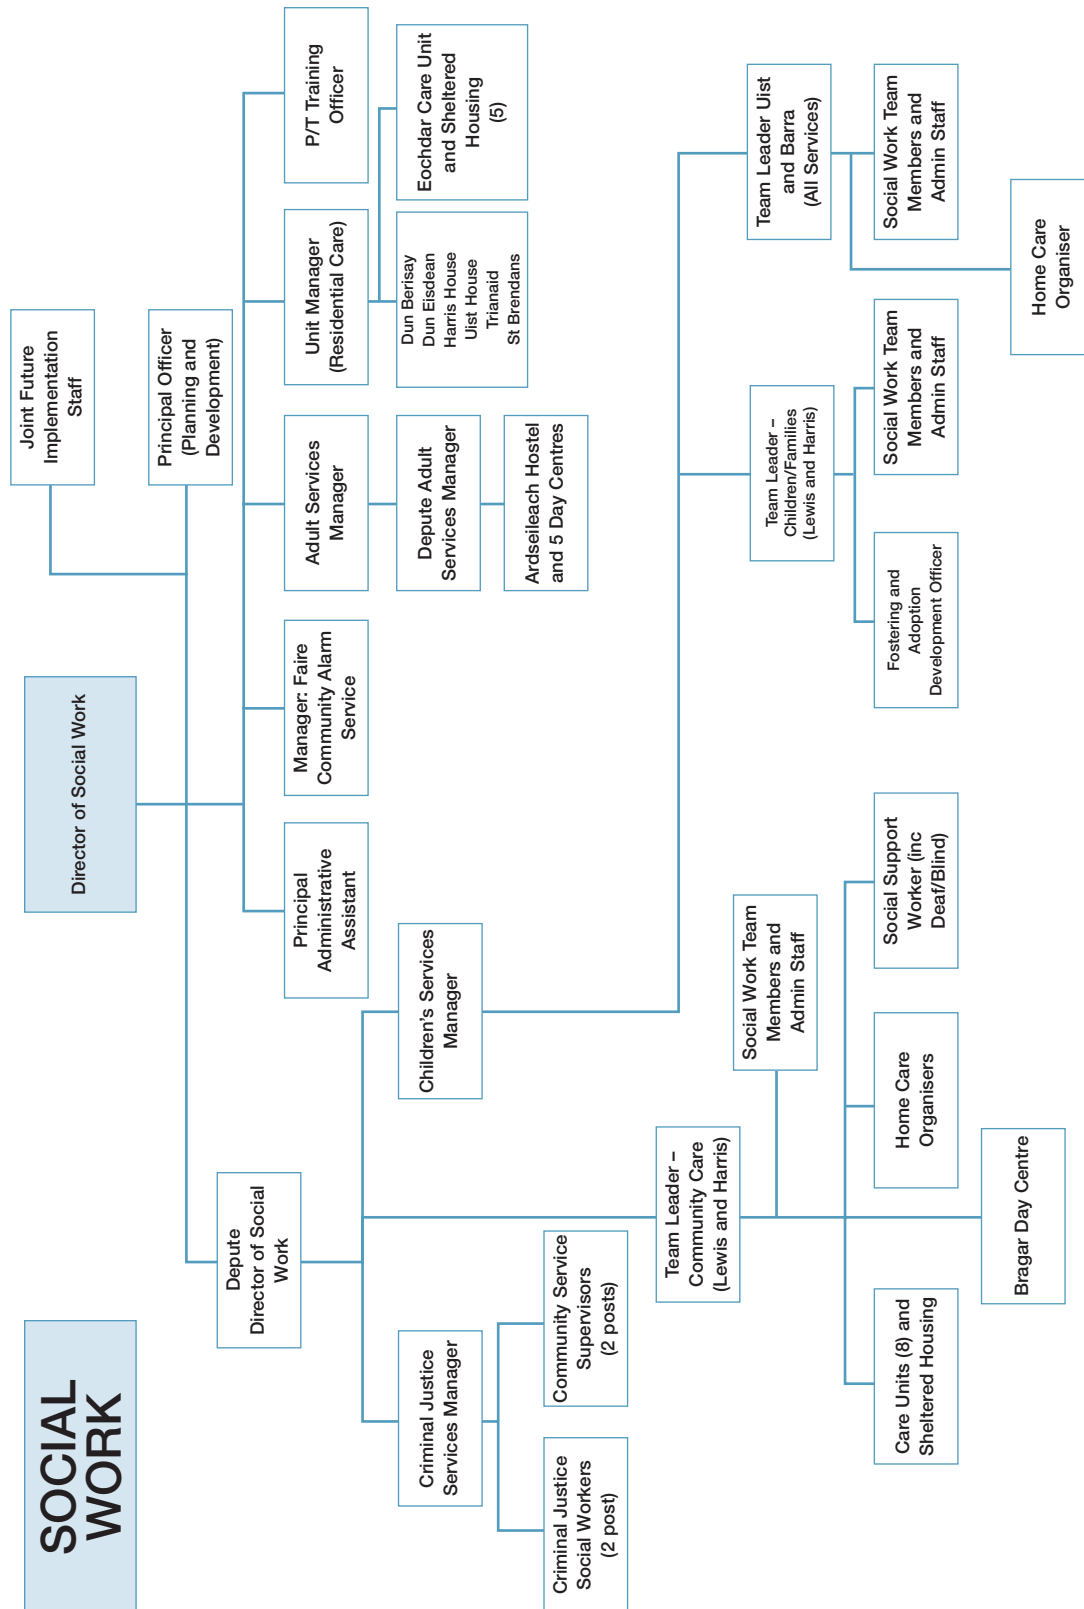 SOCIAL
WORK
Director of Social Work
Joint Future
Implementation
Staff
Principal Officer
(Planning and
Development)
Depute
Director of Social
Work
Principal
Administrative
Assistant
Manager: Faire
Community Alarm
Service
Adult Services
Manager
Unit Manager
(Residential Care)
P/T Training
Officer
Criminal Justice
Services Manager
Children's Services
Manager
Depute Adult
Services Manager
Dun Berisay
Dun Eisdean
Harris House
Uist House
Trianaid
St Brendans
Eochdar Care Unit
and Sheltered
Housing
(5)
Ardseileach Hostel
and 5 Day Centres
Criminal Justice
Social Workers
(2 post)
Community Service
Supervisors
(2 posts)
Team Leader –
Community Care
(Lewis and Harris)
Team Leader –
Children/Families
(Lewis and Harris)
Team Leader Uist
and Barra
(All Services)
Social Work Team
Members and
Admin Staff
Care Units (8) and
Sheltered Housing
Home Care
Organisers
Social Support
Worker (inc
Deaf/Blind)
Fostering and
Adoption
Development Officer
Social Work Team
Members and
Admin Staff
Social Work Team
Members and
Admin Staff
Bragar Day Centre
Home Care
Organiser